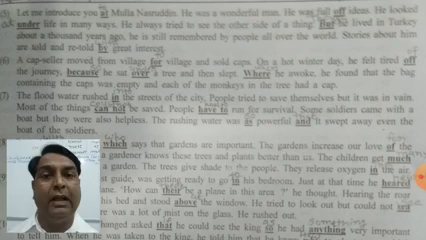 (5) Let me introduce you at Mulla Nasruddin. He was a wonderful man. He was full off ideas. He looked
at under life in many ways. He always tried to see the other side of a thing. But he lived in Turkey
about a thousand years ago, he is still remembered by people all over the world. Stories about him
are told and re-told by great interest.
(6) A cap-seller moved from village for village and sold caps. On a hot winter day, he felt tired off
the journey, because he sat over a tree and then slept. Where he awoke, he found that the bag
containing the caps was empty and each of the monkeys in the tree had a cap.
(7) The flood water rushed in the streets of the city. People tried to save themselves but it was in vain.
Most of the things can not be saved. People have to run for survival. Some soldiers came with a
boat but they were also helpless. The rushing water was as powerful and it swept away even the
boat of the soldiers.
which says that gardens are important. The gardens increase our love of the
a gardener knows these trees and plants better than us. The children get much
a garden. The trees give shade to the people. They release oxygen in the air.
guide, was getting ready to go in his bedroom. Just at that time he heared
ane. 'How can their be a plane in this area ?' he thought. Hearing the roar
his bed and stood above the window. He tried to look out but could not
re was a lot of mist on the glass. He rushed out.
nged asked that he could see the king so he had anything very important
something
to tell him. When he was taken to the king, he told him that he